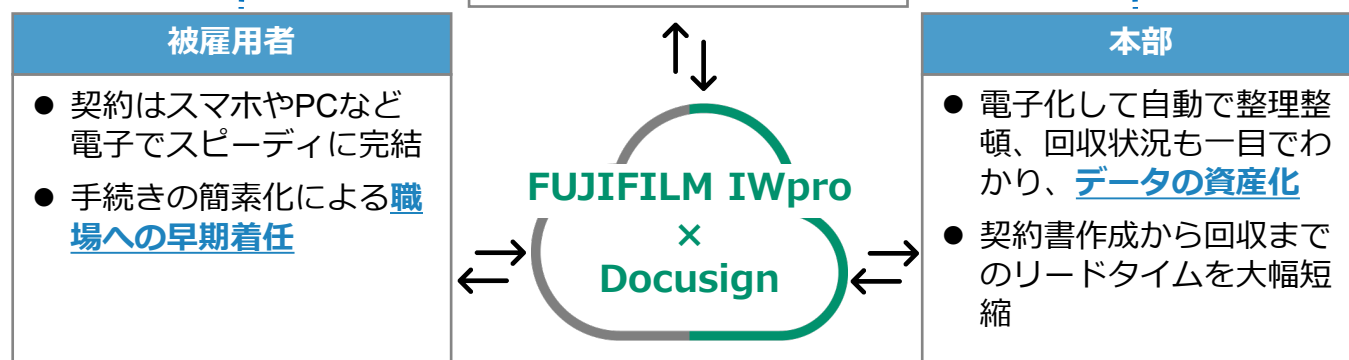 被雇用者
● 契約はスマホやPCなど
電子でスピーディに完結
● 手続きの簡素化による職
場への早期着任
FUJIFILM IWpro
×
Docusign
本部
● 電子化して自動で整理整
頓、回収状況も一目でわ
かり、データの資産化
● 契約書作成から回収まで
のリードタイムを大幅短
縮